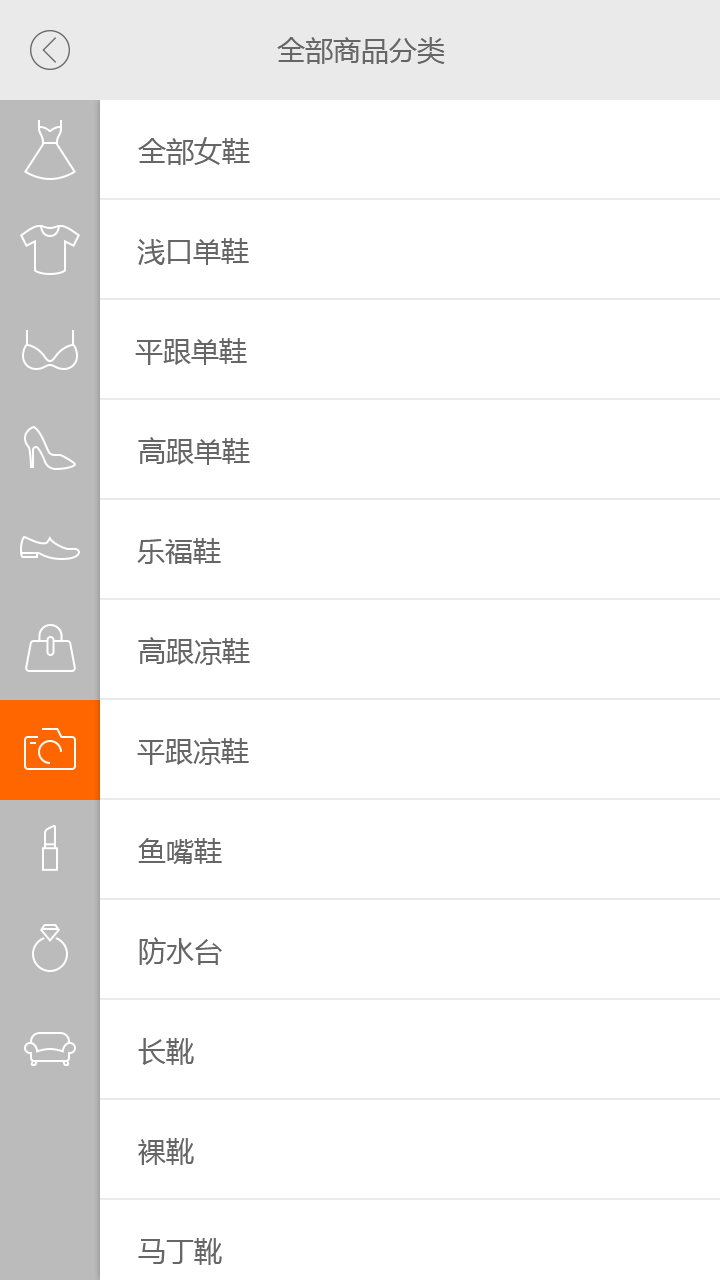 全部商品分类
全部女鞋
浅口单鞋
平跟单鞋
高跟单鞋
乐福鞋
高跟凉鞋
平跟凉鞋
鱼嘴鞋
防水台
长靴
裸靴
马丁靴